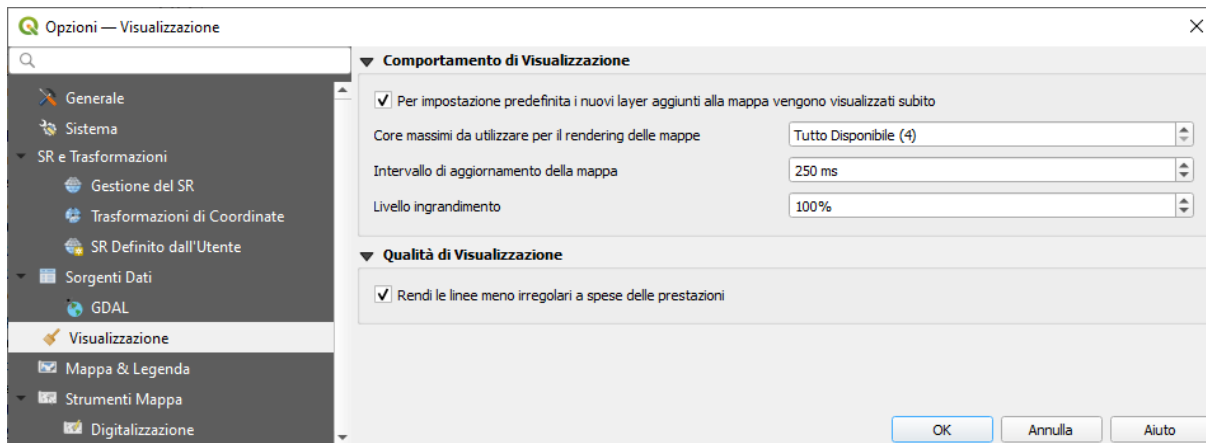 Opzioni — Visualizzazione
Generale
Sistema
SR e Trasformazioni
Gestione del SR
Trasformazioni di Coordinate
SR Definito dall'Utente
Sorgenti Dati
GDAL
Visualizzazione
Mappa & Legenda
Strumenti Mappa
Digitalizzazione
Comportamento di Visualizzazione
Per impostazione predefinita i nuovi layer aggiunti alla mappa vengono visualizzati subito
Core massimi da utilizzare per il rendering delle mappe Tutto Disponibile (4)
Intervallo di aggiornamento della mappa 250 ms
Livello ingrandimento 100%
Qualità di Visualizzazione
Rendi le linee meno irregolari a spese delle prestazioni
OK Annulla Aiuto